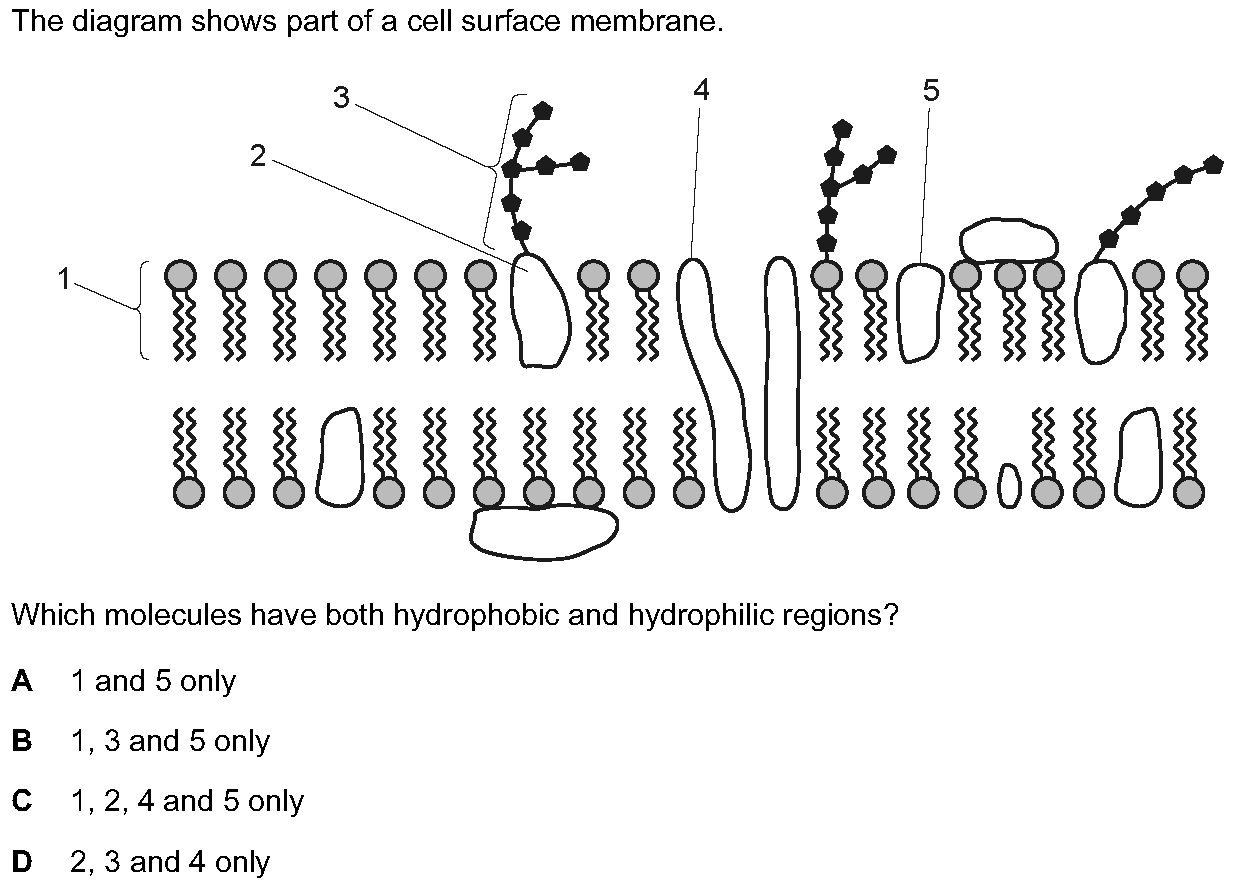 The diagram shows part of a cell surface membrane.
3
4
5
2
1
Which molecules have both hydrophobic and hydrophilic regions?
A 1 and 5 only
B 1, 3 and 5 only
C 1, 2, 4 and 5 only
D 2, 3 and 4 only